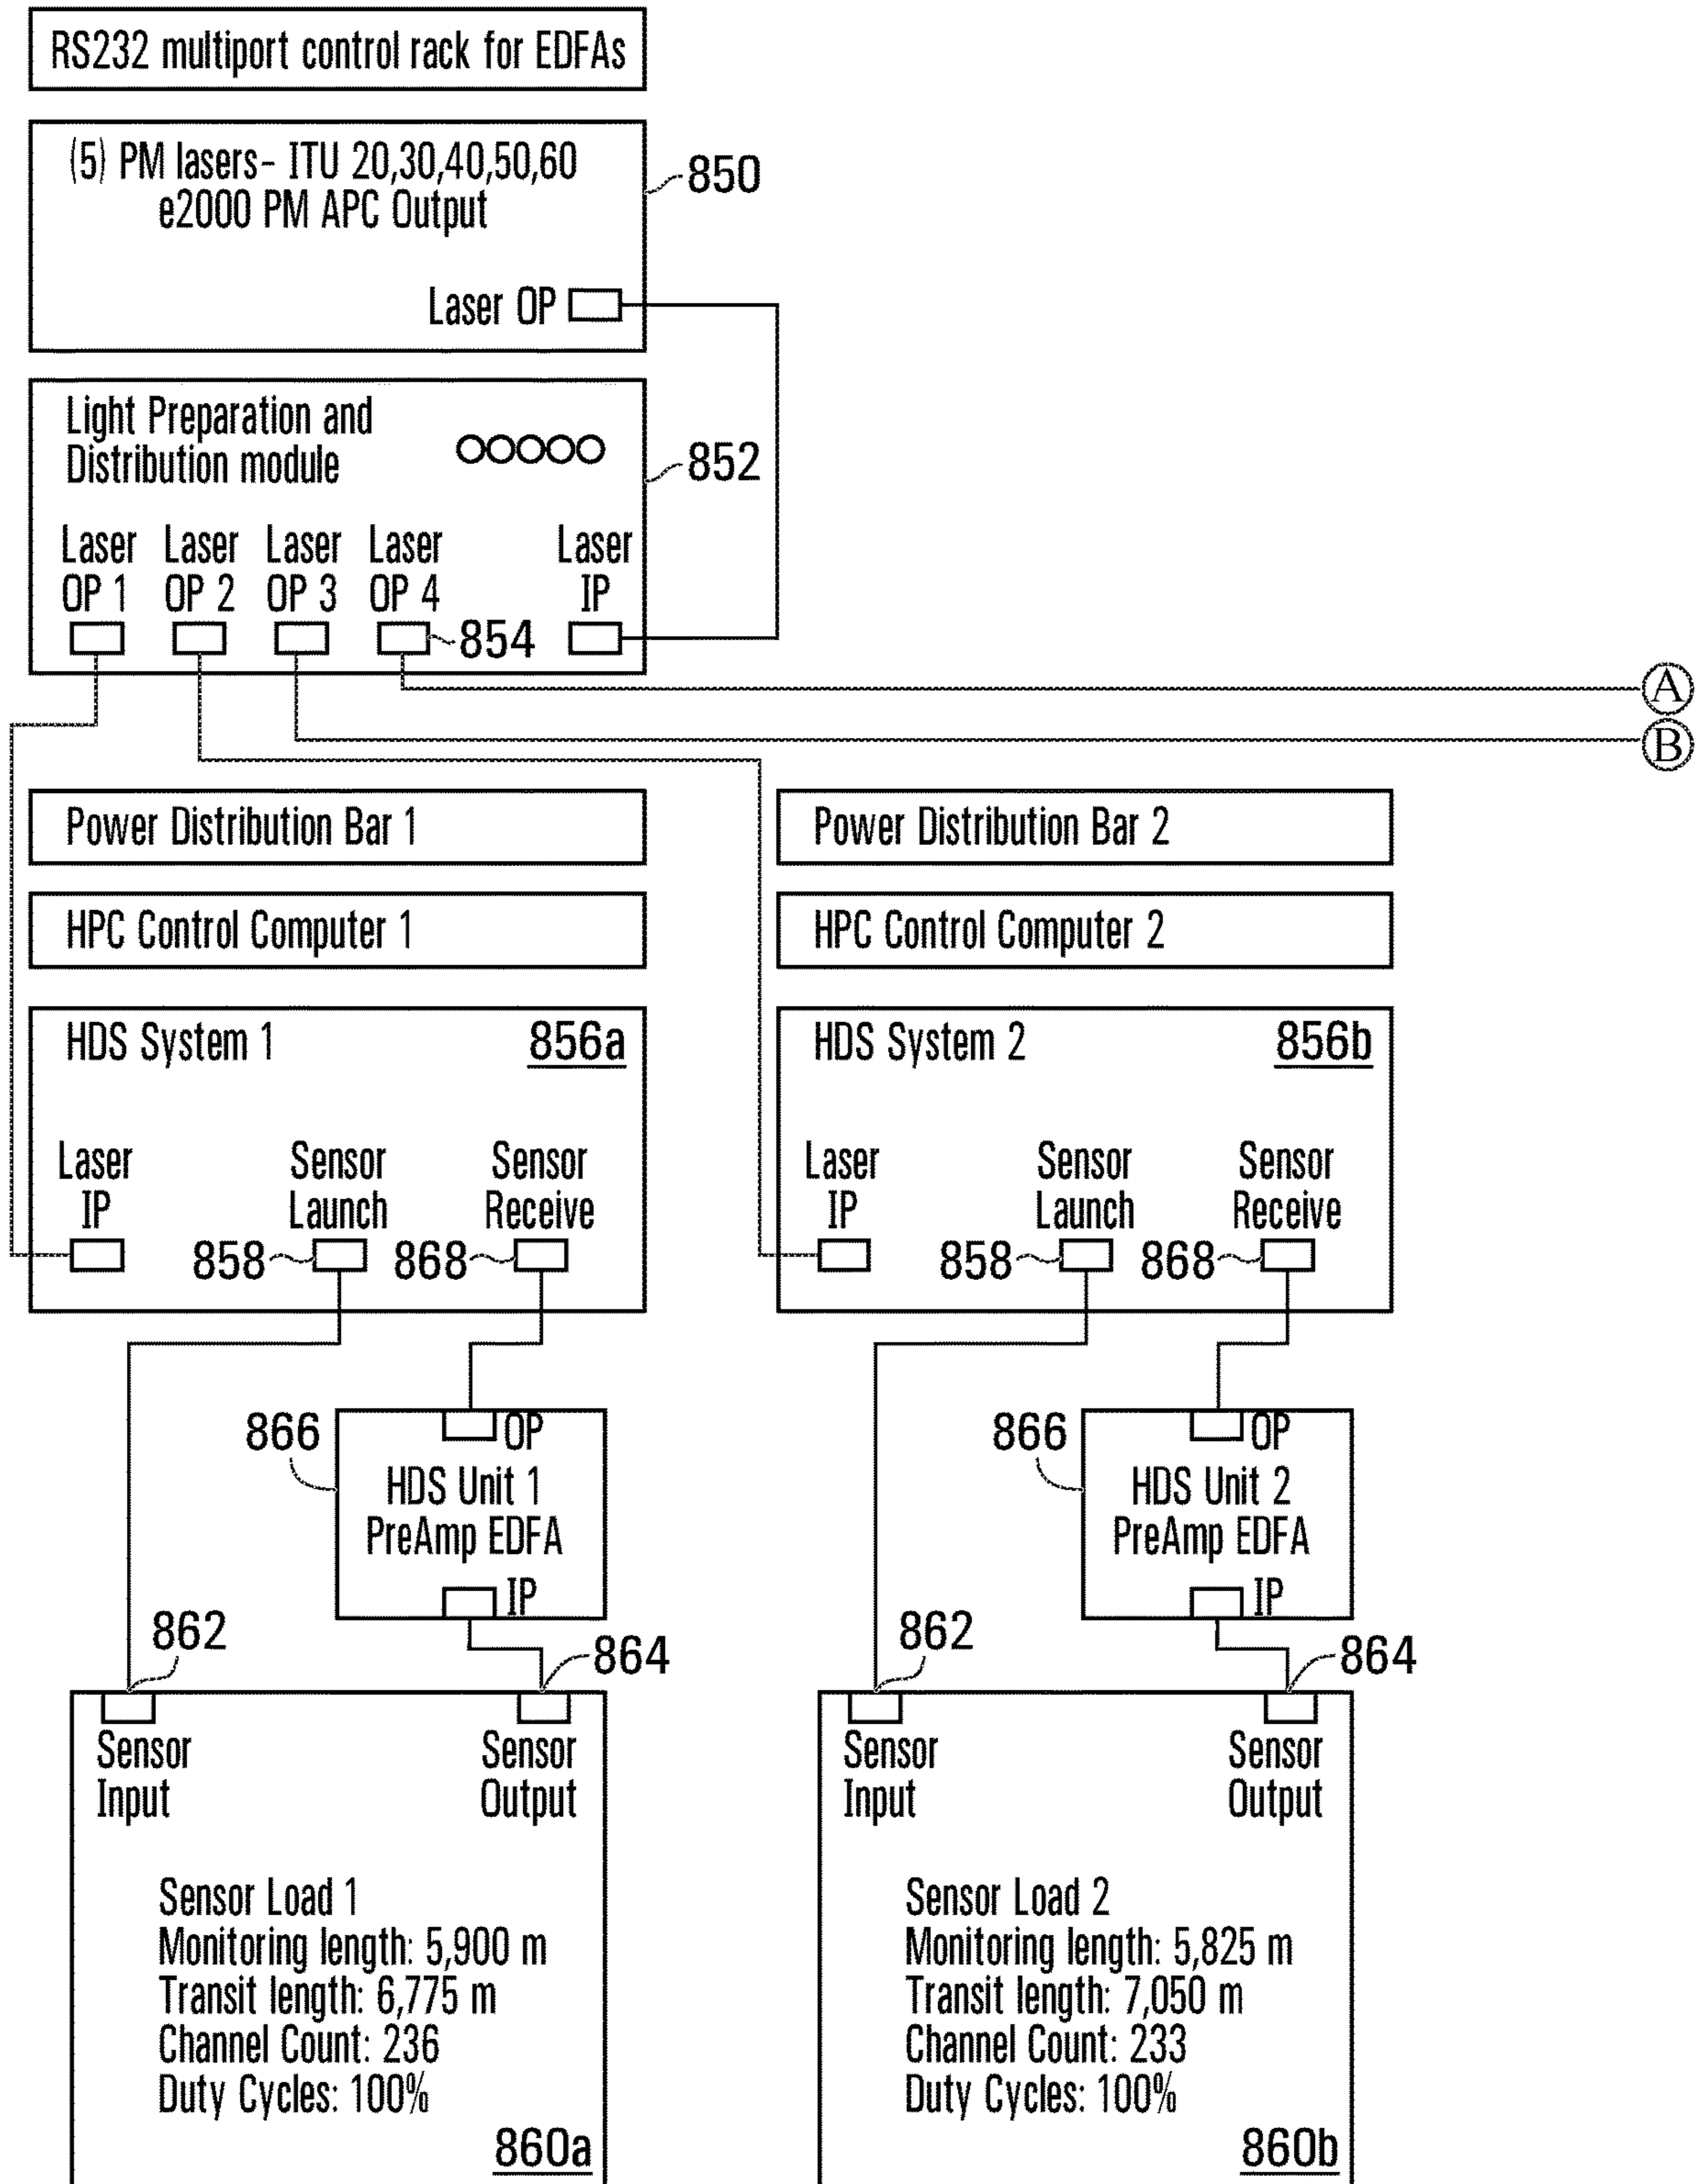 RS232 multiport control rack for EDFAs
(5) PM lasers- ITU 20,30,40,50,60
e2000 PM APC Output
850
Laser OP
Light Preparation and
Distribution module
852
Laser Laser Laser Laser Laser
OP 1 OP 2 OP 3 OP 4 IP
854
A
B
Power Distribution Bar 1
Power Distribution Bar 2
HPC Control Computer 1
HPC Control Computer 2
HDS System 1 856a
HDS System 2 856b
Laser Sensor Sensor
IP Launch Receive
858 868
Laser Sensor Sensor
IP Launch Receive
858 868
866
OP
HDS Unit 1
PreAmp EDFA
IP
866
OP
HDS Unit 2
PreAmp EDFA
IP
862
864
862
864
Sensor Sensor
Input Output
Sensor Load 1
Monitoring length: 5,900 m
Transit length: 6,775 m
Channel Count: 236
Duty Cycles: 100%
860a
Sensor Sensor
Input Output
Sensor Load 2
Monitoring length: 5,825 m
Transit length: 7,050 m
Channel Count: 233
Duty Cycles: 100%
860b